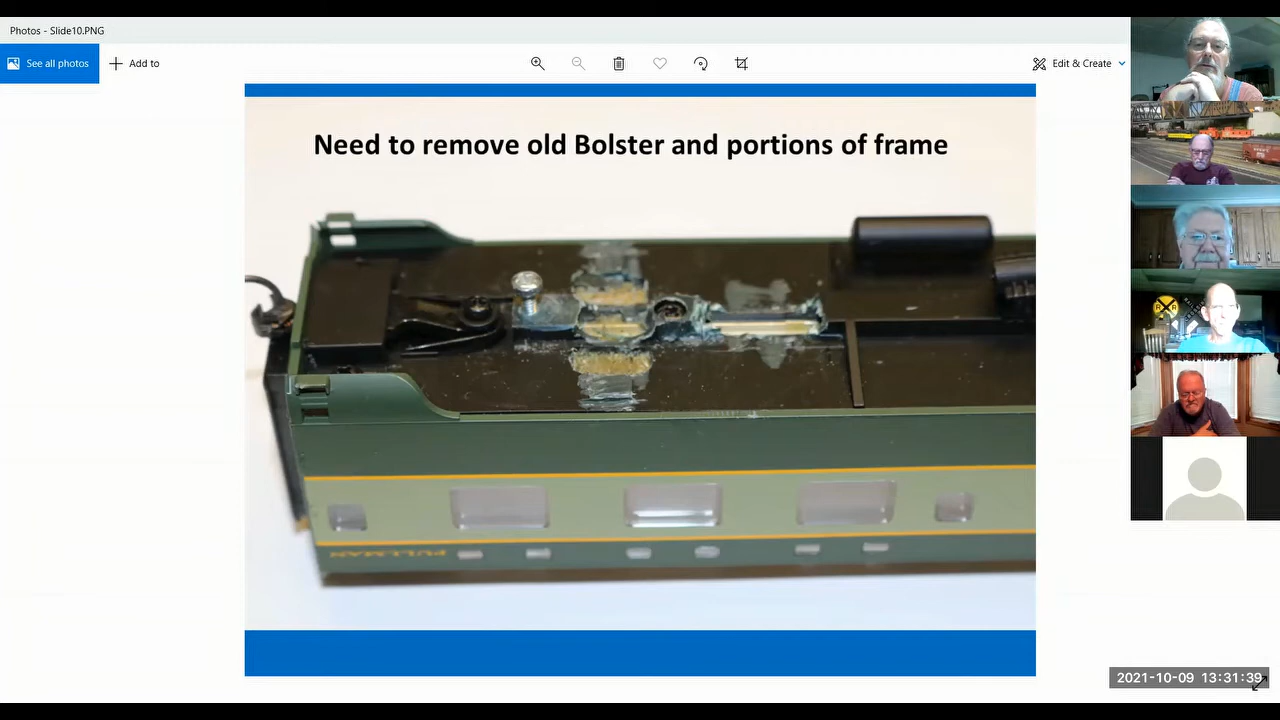 Photos - Slide10.PNG
See all photos
Add to
Edit & Create
Need to remove old Bolster and portions of frame
PULLMAN
2021-10-09 13:31:39